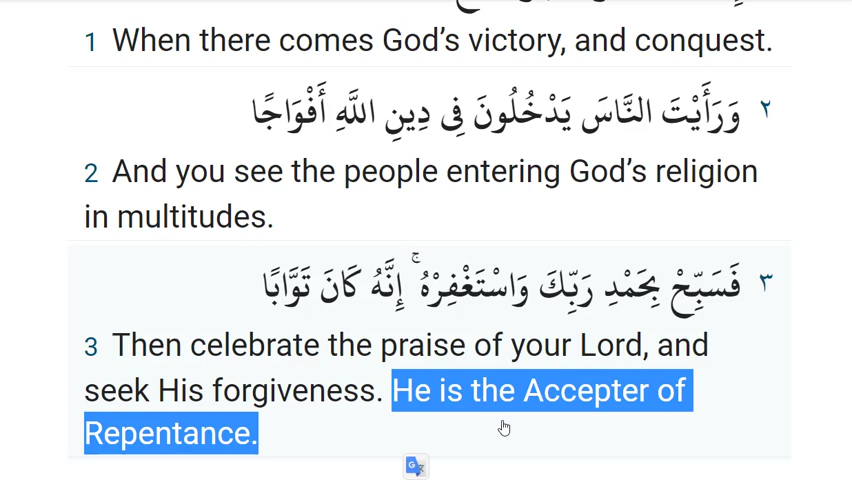 1 When there comes God's victory, and conquest.
وَرَأَيْتَ النَّاسَ يَدْخُلُونَ فِى دِينِ اللَّهِ أَفْوَاجًا ٢
2 And you see the people entering God's religion
in multitudes.
فَسَبِّحْ بِحَمْدِ رَبِّكَ وَاسْتَغْفِرْهُ ۚ إِنَّهُ كَانَ تَوَّابًا ٣
3 Then celebrate the praise of your Lord, and
seek His forgiveness. He is the Accepter of
Repentance.